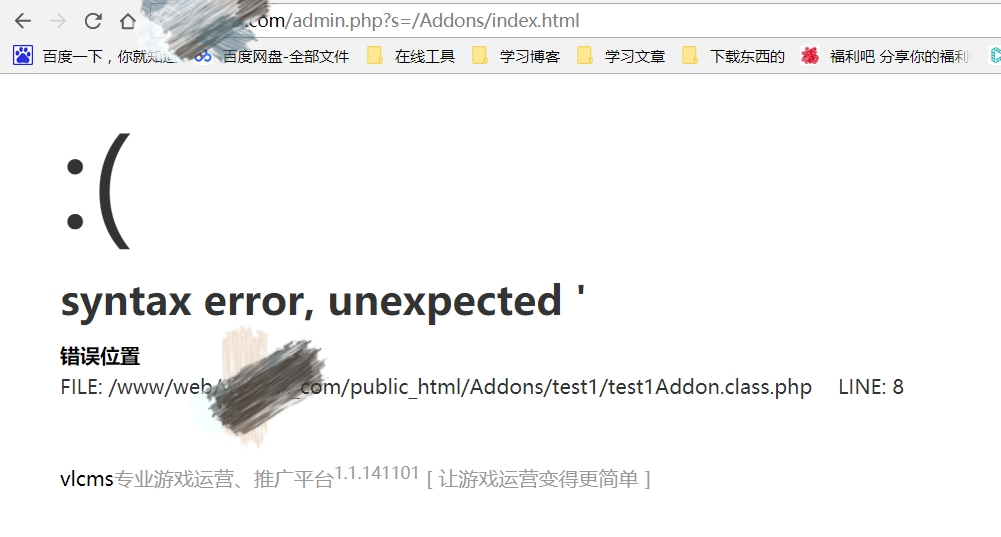 .com/admin.php?s=/Addons/index.html
百度一下，你就知道 百度网盘-全部文件 在线工具 学习博客 学习文章 下载东西的 福利吧 分享你的福利
:(
syntax error, unexpected '
错误位置
FILE: /www/web/ _com/public_html/Addons/test1/test1Addon.class.php LINE: 8
vlcms专业游戏运营、推广平台1.1.141101 [ 让游戏运营变得更简单 ]